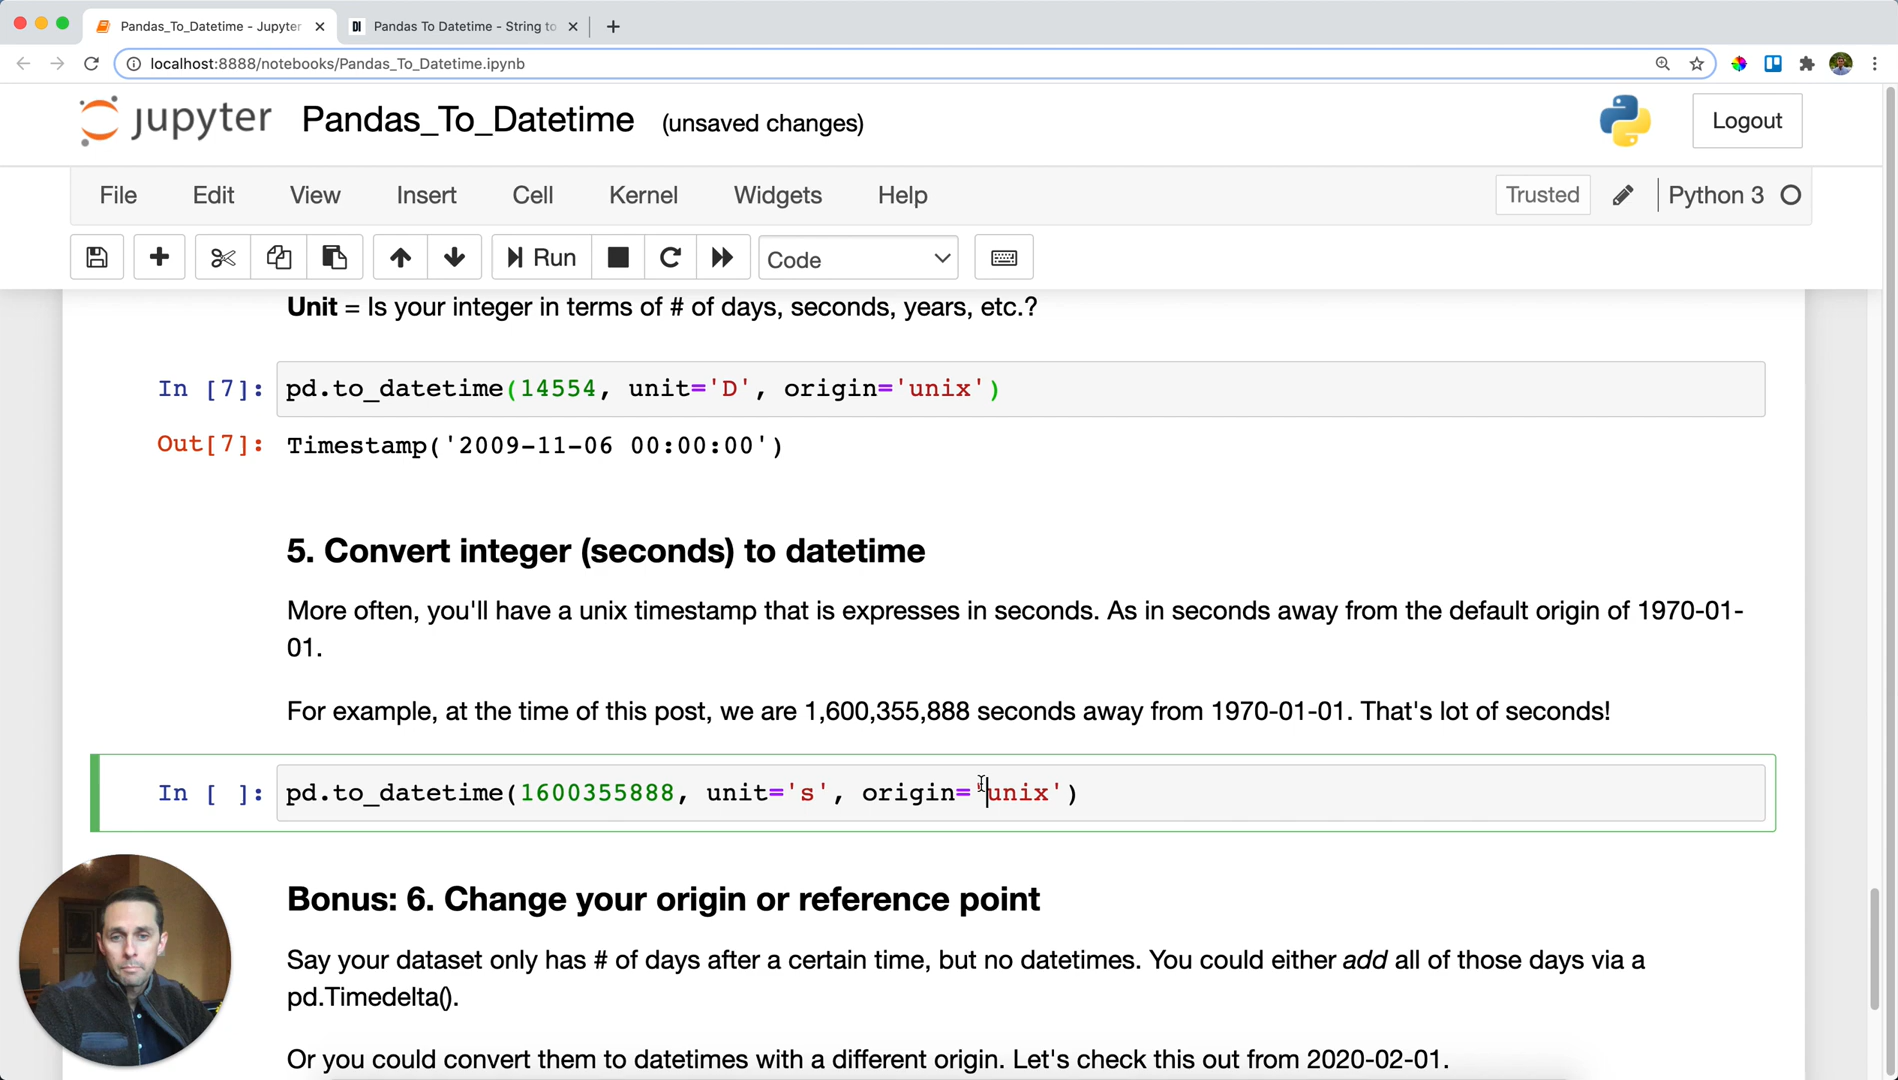 Pandas_To_Datetime - Jupyter
DI Pandas To Datetime - String to
localhost:8888/notebooks/Pandas_To_Datetime.ipynb
jupyter Pandas_To_Datetime (unsaved changes)
Logout
File Edit View Insert Cell Kernel Widgets Help
Trusted Python 3
Run Code
Unit = Is your integer in terms of # of days, seconds, years, etc.?
In [7]: pd.to_datetime(14554, unit='D', origin='unix')
Out[7]: Timestamp('2009-11-06 00:00:00')
5. Convert integer (seconds) to datetime
More often, you'll have a unix timestamp that is expresses in seconds. As in seconds away from the default origin of 1970-01-
01.
For example, at the time of this post, we are 1,600,355,888 seconds away from 1970-01-01. That's lot of seconds!
In [ ]: pd.to_datetime(1600355888, unit='s', origin='unix')
Bonus: 6. Change your origin or reference point
Say your dataset only has # of days after a certain time, but no datetimes. You could either add all of those days via a
pd.Timedelta().
Or you could convert them to datetimes with a different origin. Let's check this out from 2020-02-01.